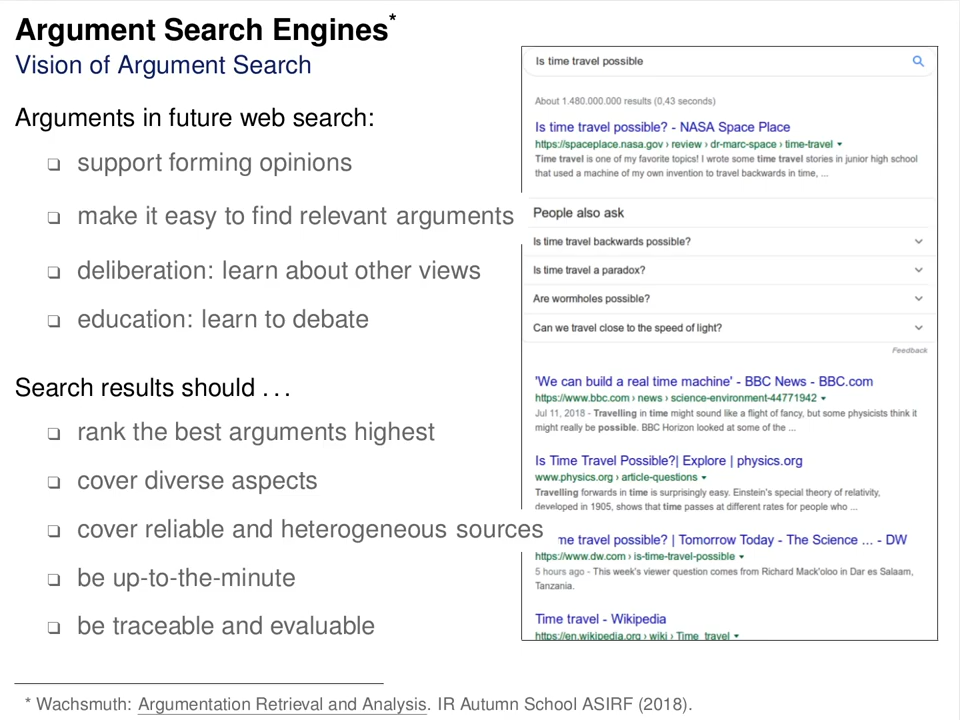 Argument Search Engines*
Vision of Argument Search
Arguments in future web search:
❏ support forming opinions
❏ make it easy to find relevant arguments
❏ deliberation: learn about other views
❏ education: learn to debate
Search results should . . .
❏ rank the best arguments highest
❏ cover diverse aspects
❏ cover reliable and heterogeneous sources
❏ be up-to-the-minute
❏ be traceable and evaluable
Is time travel possible
About 1.480.000.000 results (0,43 seconds)
Is time travel possible? - NASA Space Place
https://spaceplace.nasa.gov › review › dr-marc-space › time-travel
Time travel is one of my favorite topics! I wrote some time travel stories in junior high school
that used a machine of my own invention to travel backwards in time, ...
People also ask
Is time travel backwards possible?
Is time travel a paradox?
Are wormholes possible?
Can we travel close to the speed of light?
Feedback
'We can build a real time machine' - BBC News - BBC.com
https://www.bbc.com › news › science-environment-44771942
Jul 11, 2018 - Travelling in time might sound like a flight of fancy, but some physicists think it
might really be possible. BBC Horizon looked at some of the ...
Is Time Travel Possible?| Explore | physics.org
www.physics.org › article-questions
Travelling forwards in time is surprisingly easy. Einstein's special theory of relativity,
developed in 1905, shows that time passes at different rates for people who ...
me travel possible? | Tomorrow Today - The Science ... - DW
https://www.dw.com › is-time-travel-possible
5 hours ago - This week's viewer question comes from Richard Mack'oloo in Dar es Salaam,
Tanzania.
Time travel - Wikipedia
https://en.wikipedia.org › wiki › Time_travel
* Wachsmuth: Argumentation Retrieval and Analysis. IR Autumn School ASIRF (2018).